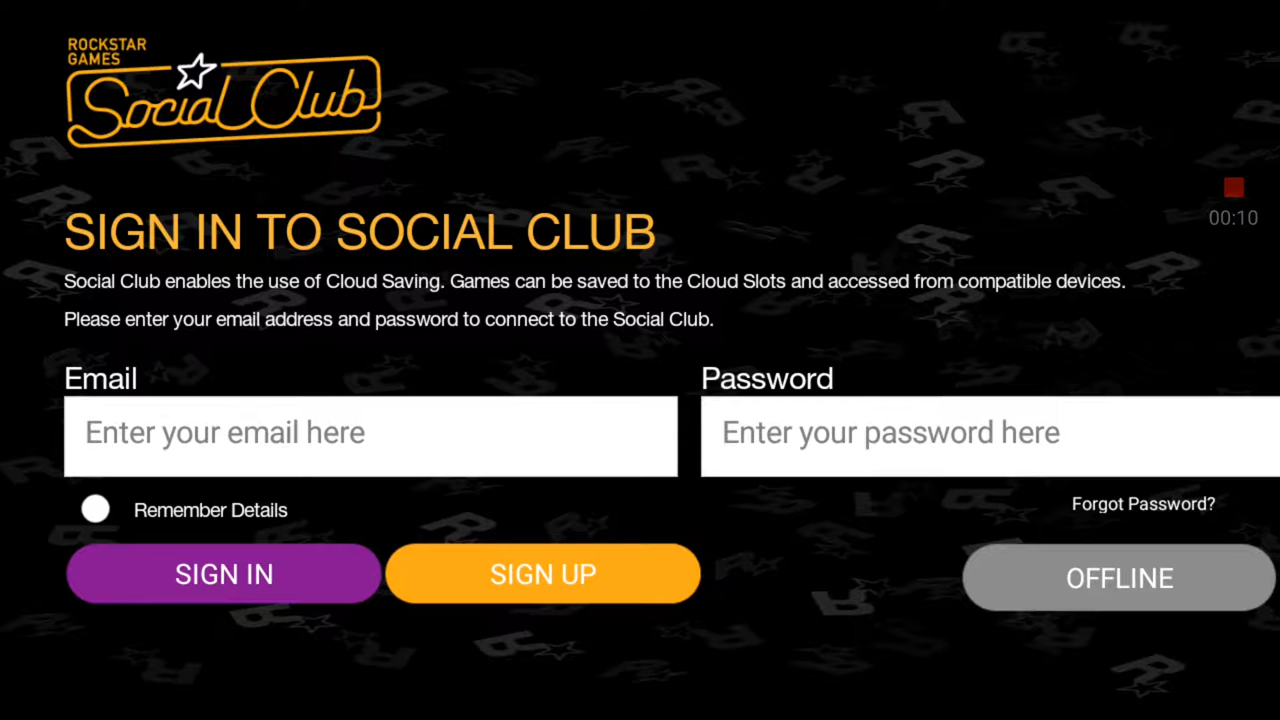 ROCKSTAR
GAMES
Social Club
00:10
SIGN IN TO SOCIAL CLUB
Social Club enables the use of Cloud Saving. Games can be saved to the Cloud Slots and accessed from compatible devices.
Please enter your email address and password to connect to the Social Club.
Email Password
Enter your email here Enter your password here
Remember Details Forgot Password?
SIGN IN SIGN UP OFFLINE